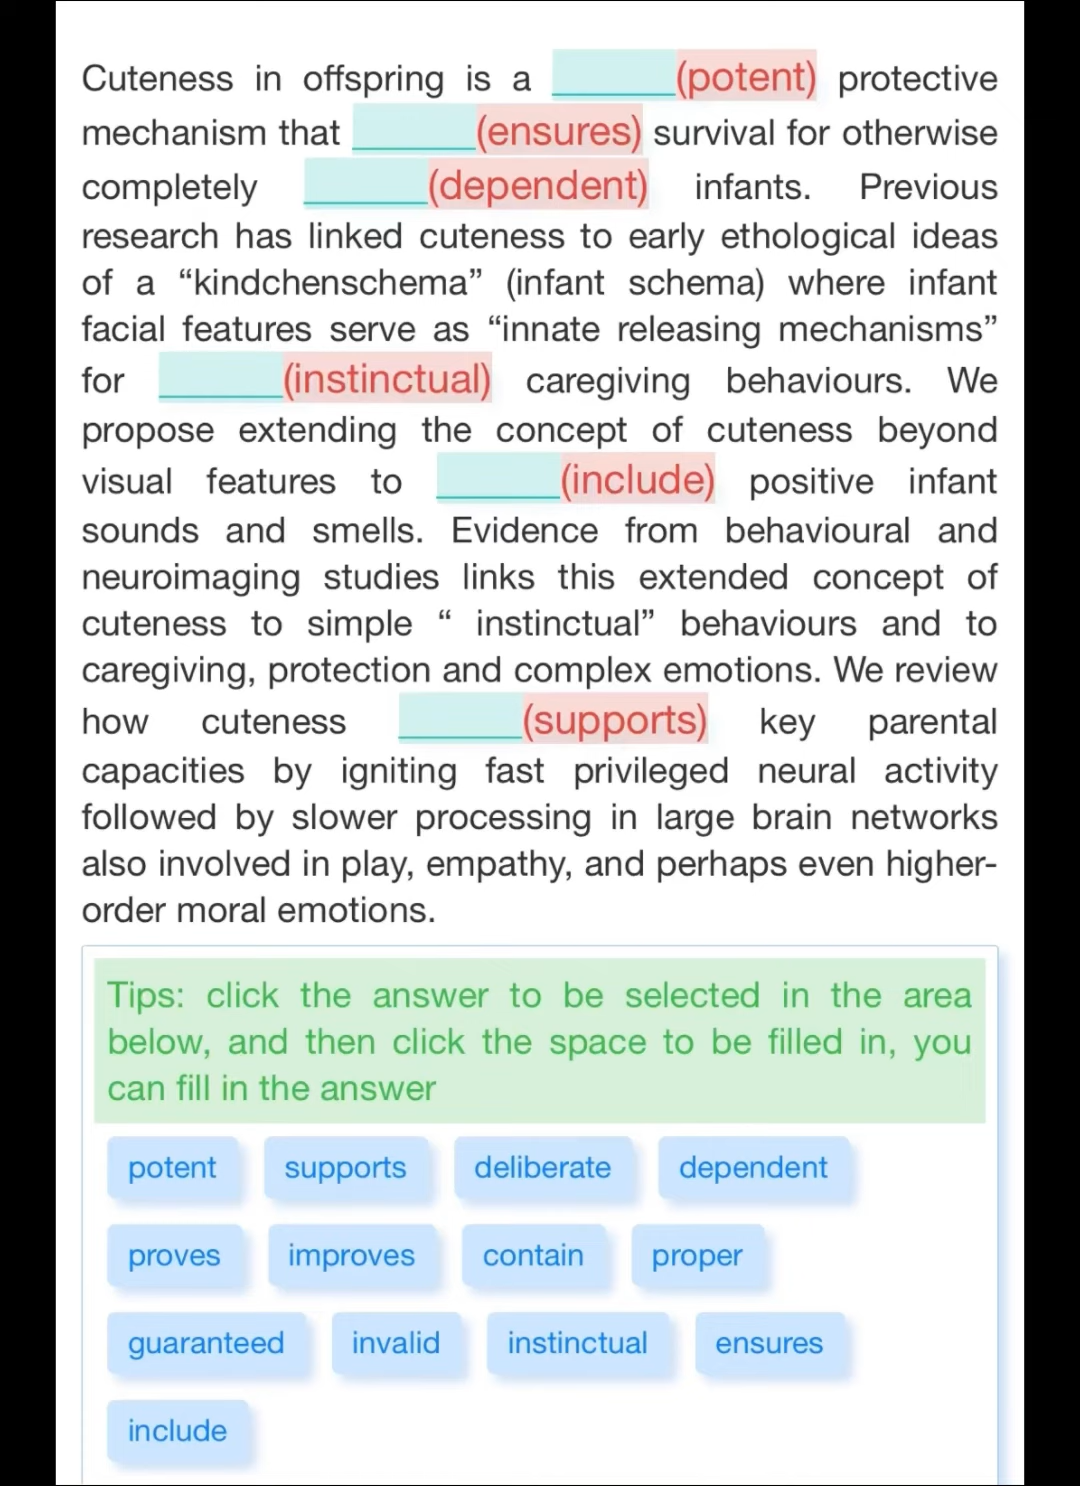 Cuteness in offspring is a ______(potent) protective
mechanism that ______(ensures) survival for otherwise
completely ______(dependent) infants. Previous
research has linked cuteness to early ethological ideas
of a “kindchenschema” (infant schema) where infant
facial features serve as “innate releasing mechanisms”
for ______(instinctual) caregiving behaviours. We
propose extending the concept of cuteness beyond
visual features to ______(include) positive infant
sounds and smells. Evidence from behavioural and
neuroimaging studies links this extended concept of
cuteness to simple “ instinctual” behaviours and to
caregiving, protection and complex emotions. We review
how cuteness ______(supports) key parental
capacities by igniting fast privileged neural activity
followed by slower processing in large brain networks
also involved in play, empathy, and perhaps even higher-
order moral emotions.
Tips: click the answer to be selected in the area
below, and then click the space to be filled in, you
can fill in the answer
potent supports deliberate dependent
proves improves contain proper
guaranteed invalid instinctual ensures
include